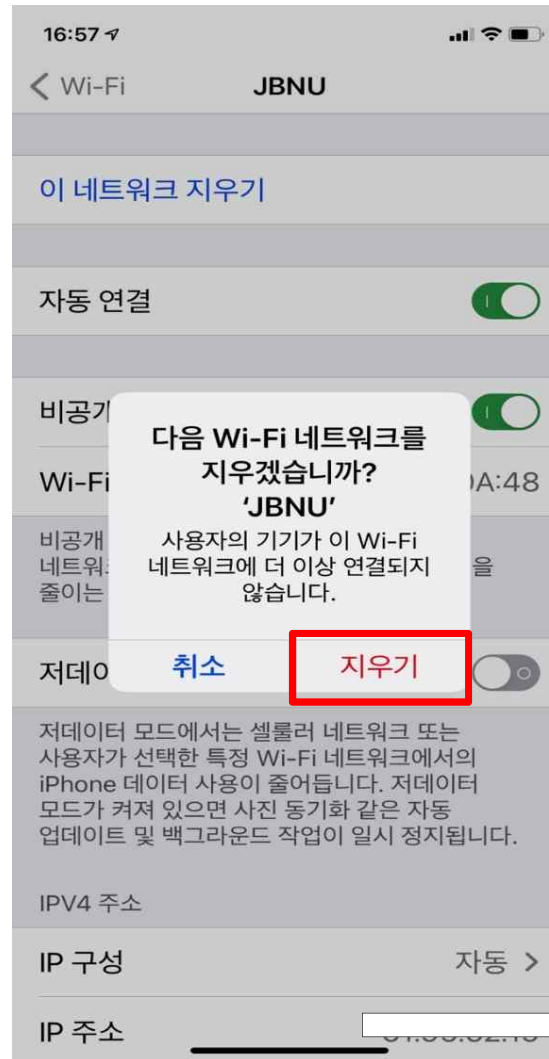 16:57
Wi-Fi
JBNU
이 네트워크 지우기
자동 연결
비공개
다음 Wi-Fi 네트워크를
지우겠습니까?
‘JBNU’
Wi-Fi
A:48
사용자의 기기가 이 Wi-Fi
네트워크에 더 이상 연결되지
않습니다.
비공개
을
줄이는
취소
지우기
저데이터 모드에서는 셀룰러 네트워크 또는
사용자가 선택한 특정 Wi-Fi 네트워크에서의
iPhone 데이터 사용이 줄어듭니다. 저데이터
모드가 켜져 있으면 사진 동기화 같은 자동
업데이트 및 백그라운드 작업이 일시 정지됩니다.
IPV4 주소
IP 구성
자동
IP 주소